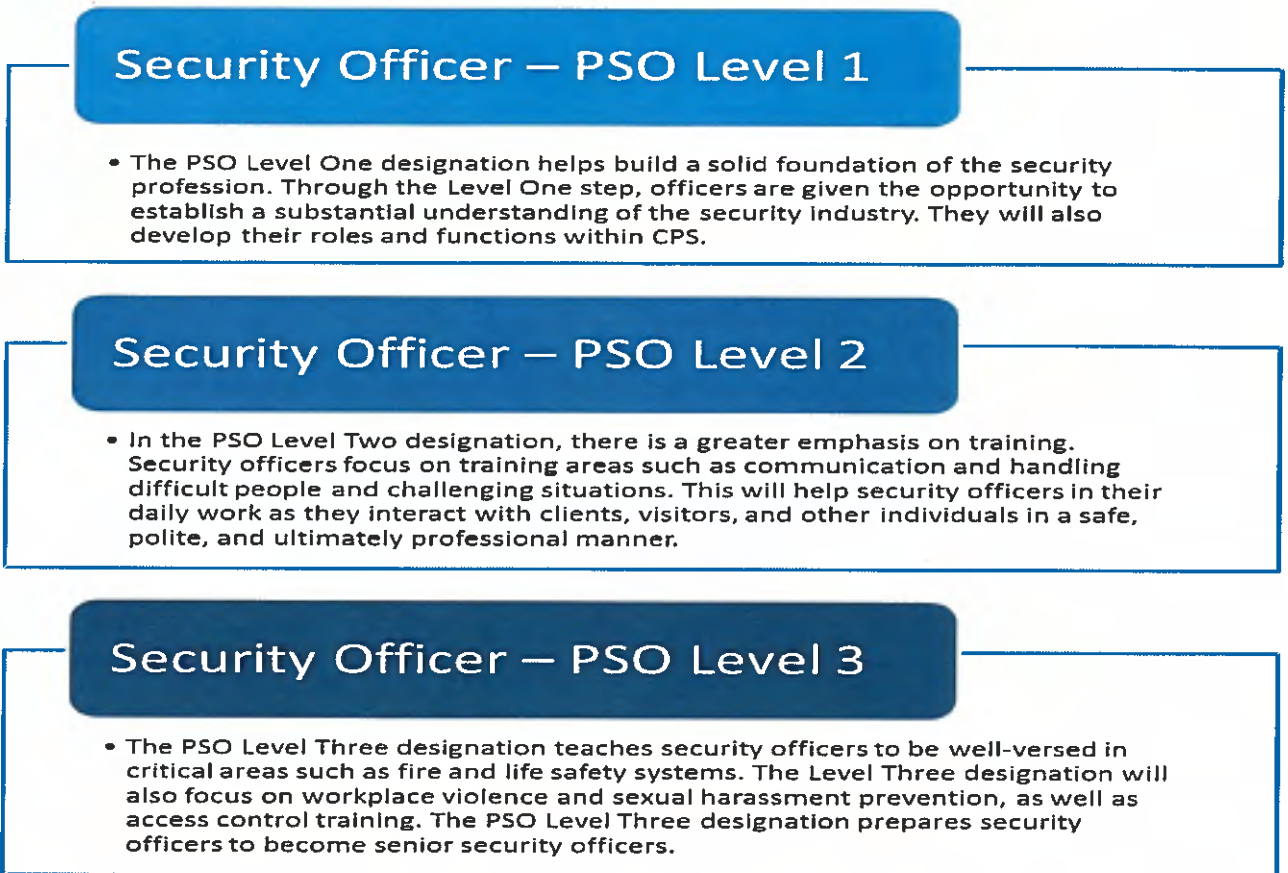 Security Officer – PSO Level 1
• The PSO Level One designation helps build a solid foundation of the security
profession. Through the Level One step, officers are given the opportunity to
establish a substantial understanding of the security industry. They will also
develop their roles and functions within CPS.
Security Officer – PSO Level 2
• In the PSO Level Two designation, there is a greater emphasis on training.
Security officers focus on training areas such as communication and handling
difficult people and challenging situations. This will help security officers in their
daily work as they interact with clients, visitors, and other individuals in a safe,
polite, and ultimately professional manner.
Security Officer – PSO Level 3
• The PSO Level Three designation teaches security officers to be well-versed in
critical areas such as fire and life safety systems. The Level Three designation will
also focus on workplace violence and sexual harassment prevention, as well as
access control training. The PSO Level Three designation prepares security
officers to become senior security officers.